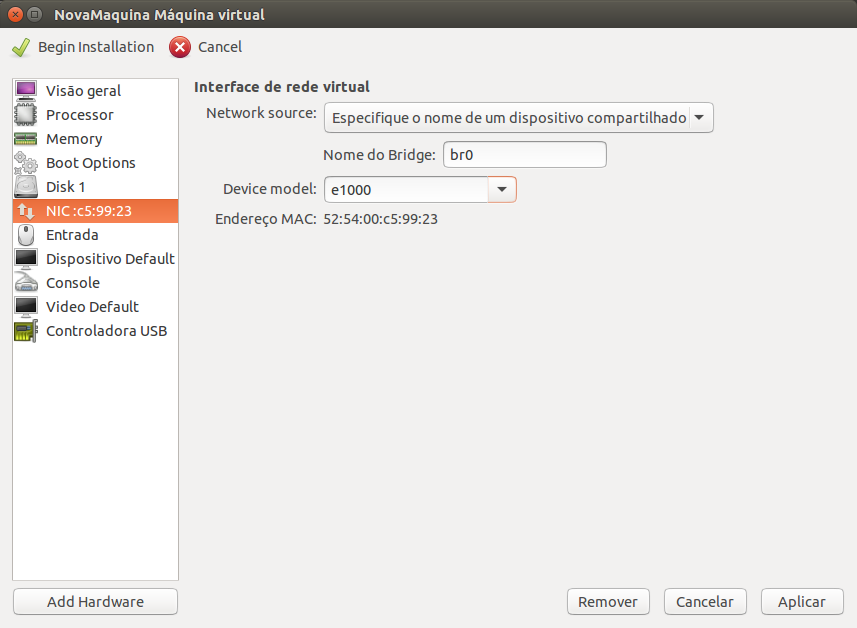 NovaMaquina Máquina virtual
Begin Installation Cancel
Visão geral
Processor
Memory
Boot Options
Disk 1
NIC :c5:99:23
Entrada
Dispositivo Default
Console
Video Default
Controladora USB
Interface de rede virtual
Network source: Especifique o nome de um dispositivo compartilhado
Nome do Bridge: br0
Device model: e1000
Endereço MAC: 52:54:00:c5:99:23
Add Hardware Remover Cancelar Aplicar